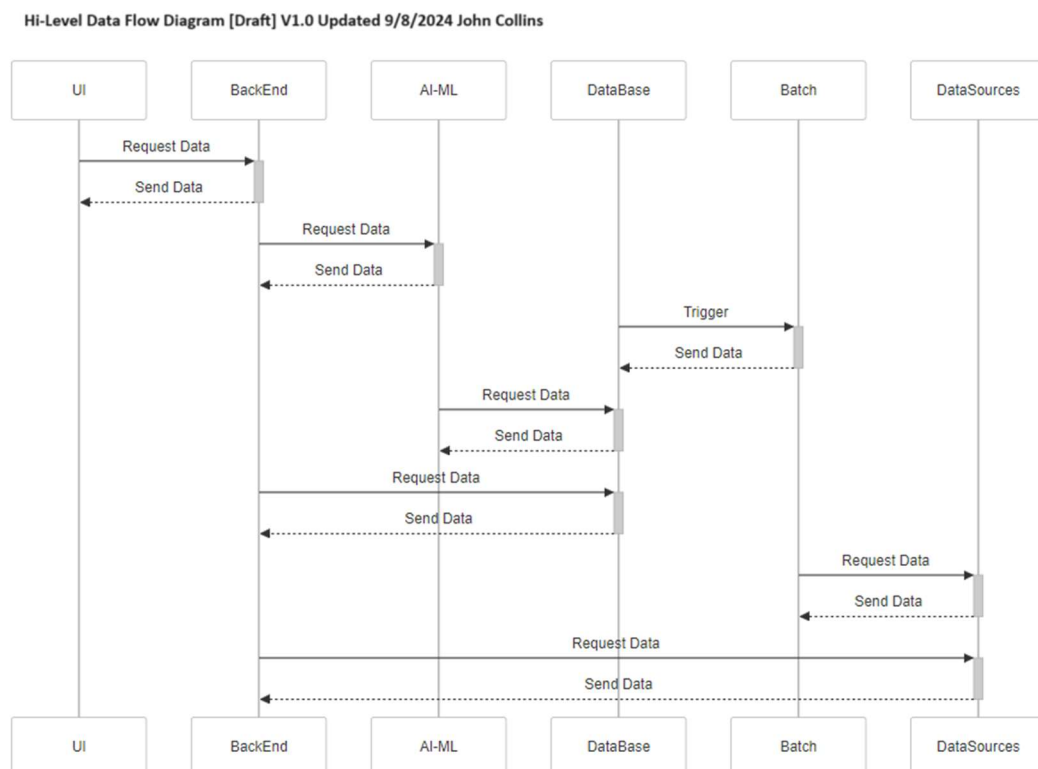 Hi-Level Data Flow Diagram [Draft] V1.0 Updated 9/8/2024 John Collins
UI BackEnd AI-ML DataBase Batch DataSources
Request Data
Send Data
Request Data
Send Data
Trigger
Send Data
Request Data
Send Data
Request Data
Send Data
Request Data
Send Data
Request Data
Send Data
UI BackEnd AI-ML DataBase Batch DataSources